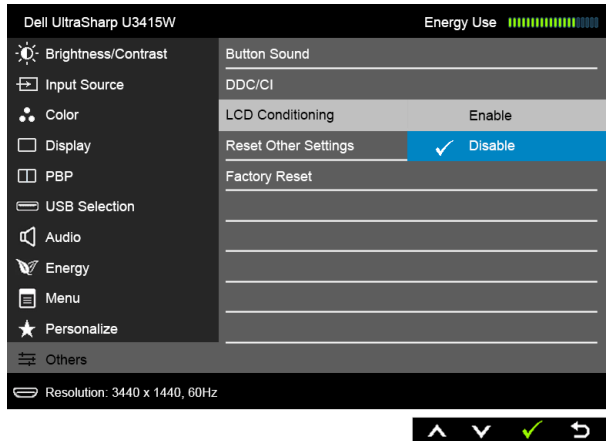 Dell UltraSharp U3415W
Energy Use
Brightness/Contrast
Input Source
Color
Display
PBP
USB Selection
Audio
Energy
Menu
Personalize
Others
Button Sound
DDC/CI
LCD Conditioning
Enable
Reset Other Settings
Disable
Factory Reset
Resolution: 3440 x 1440, 60Hz